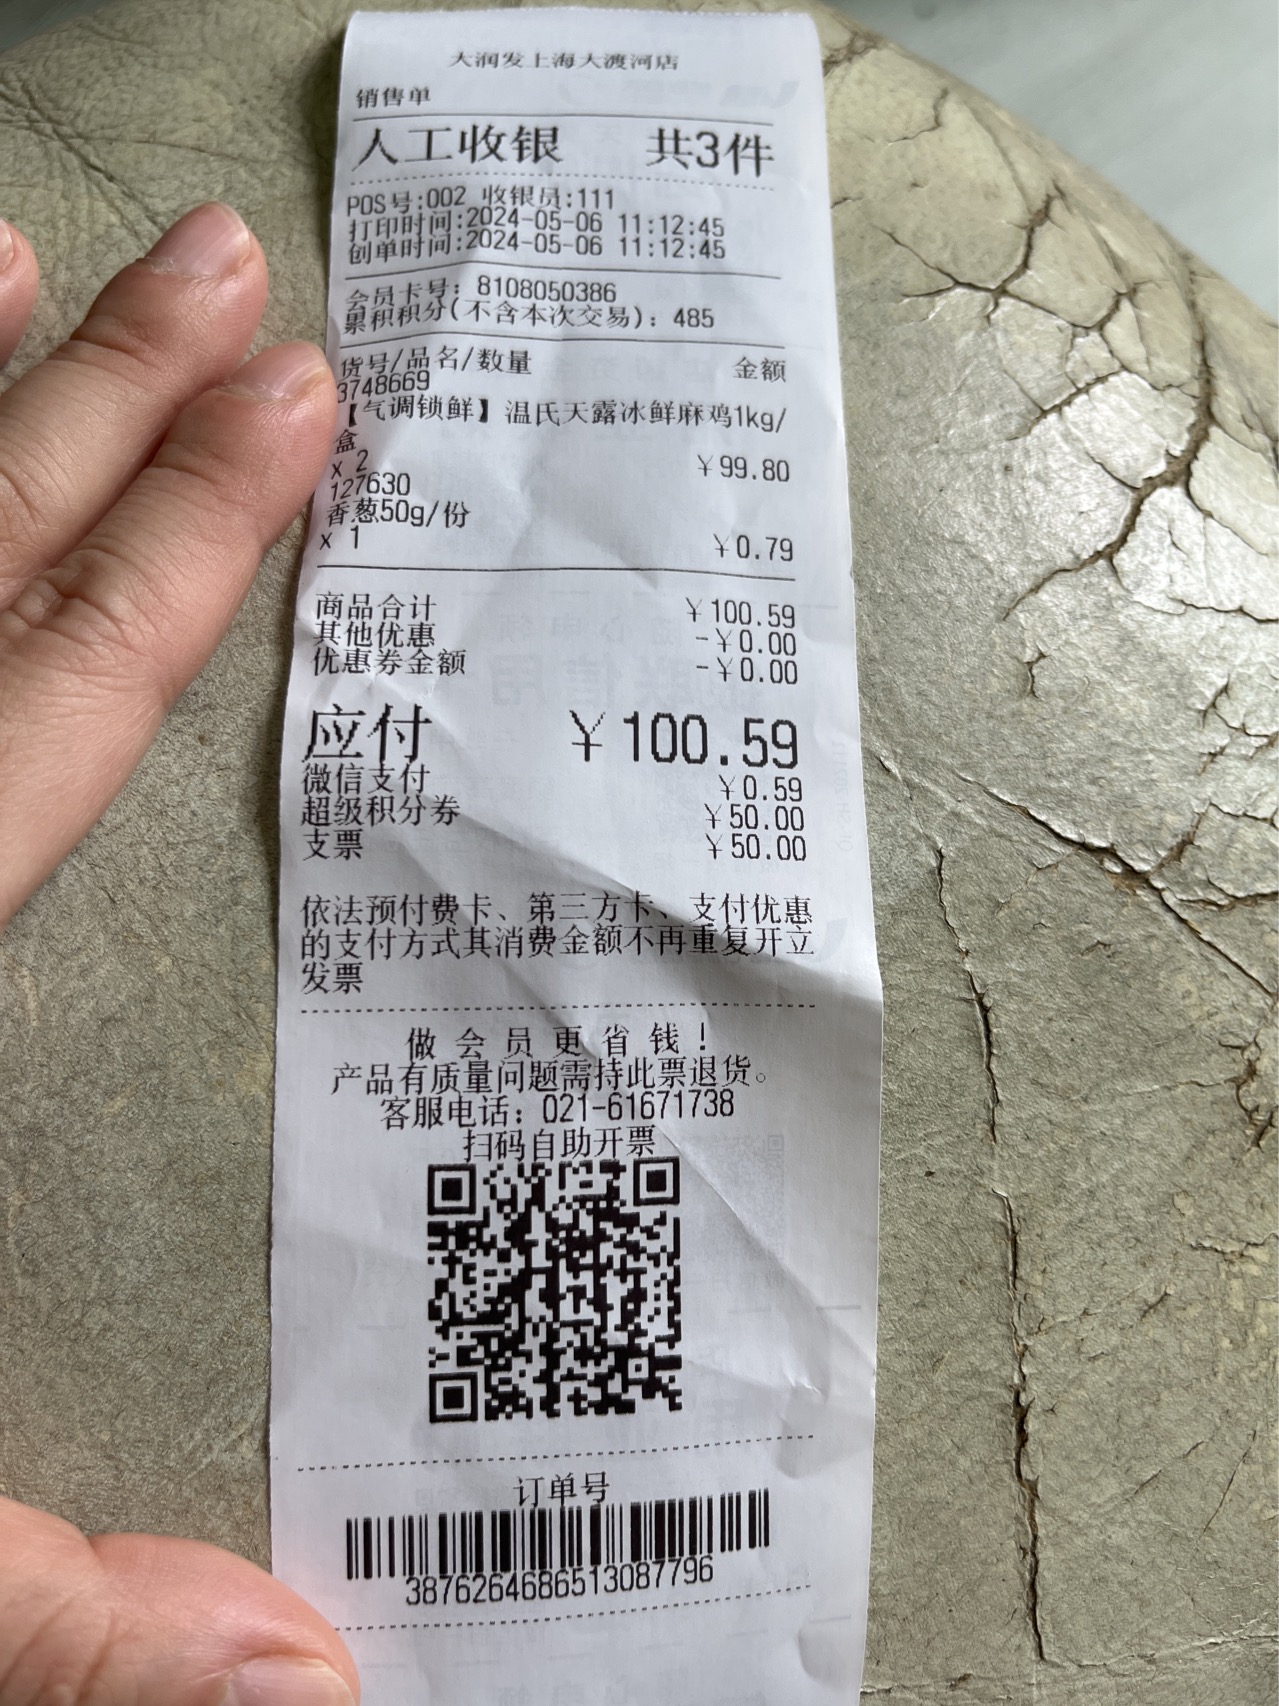 大润发上海大渡河店
销售单
人工收银 共3件
POS号:002 收银员:111
打印时间:2024-05-06 11:12:45
创单时间:2024-05-06 11:12:45
会员卡号: 8108050386
累积积分(不含本次交易): 485
货号/品名/数量 金额
3748669
【气调锁鲜】温氏天露冰鲜麻鸡1kg/
盒
x 2 ¥99.80
127630
香葱50g/份
x 1 ¥0.79
商品合计 ¥100.59
其他优惠 -¥0.00
优惠券金额 -¥0.00
应付 ¥100.59
微信支付 ¥0.59
超级积分券 ¥50.00
支票 ¥50.00
依法预付费卡、第三方卡、支付优惠
的支付方式其消费金额不再重复开立
发票
做会员更省钱!
产品有质量问题需持此票退货。
客服电话: 021-61671738
扫码自助开票
订单号
3876264686513087796